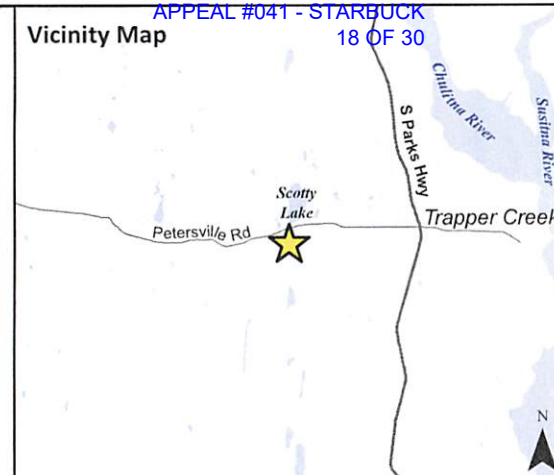 APPEAL #041 - STARBUCK
18 OF 30
Vicinity Map
Chulitna River
Susitna River
S Parks Hwy
Scotty
Lake
Trapper Creek
Petersville Rd
N